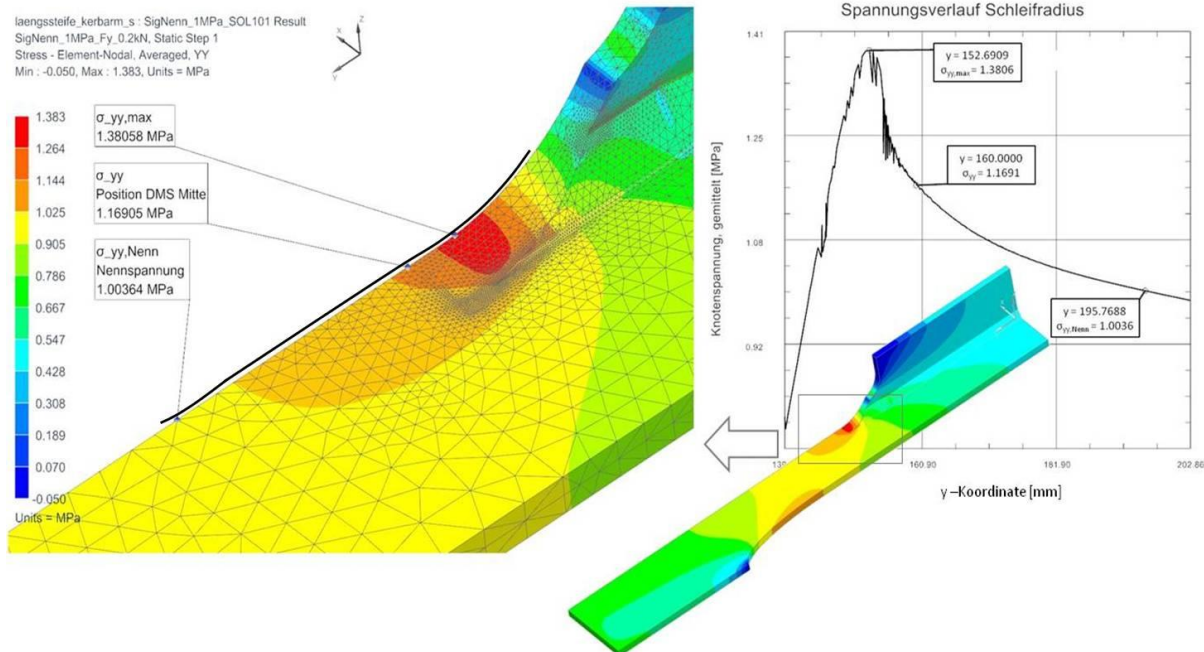 laengssteife_kerbarm_s : SigNenn_1MPa_SOL101 Result
SigNenn_1MPa_Fy_0.2kN, Static Step 1
Stress - Element-Nodal, Averaged, YY
Min : -0.050, Max : 1.383, Units = MPa
X
Z
Y
1.383
1.264
1.144
1.025
0.905
0.786
0.667
0.547
0.428
0.308
0.189
0.070
-0.050
Units = MPa
σ_yy,max
1.38058 MPa
σ_yy
Position DMS Mitte
1.16905 MPa
σ_yy,Nenn
Nennspannung
1.00364 MPa
Spannungsverlauf Schleifradius
Knotenspannung, gemittelt [MPa]
1.41
1.25
1.08
0.92
y = 152.6909
σyy,max = 1.3806
y = 160.0000
σyy = 1.1691
y = 195.7688
σyy,Nenn = 1.0036
160.90
181.90
202.86
y –Koordinate [mm]